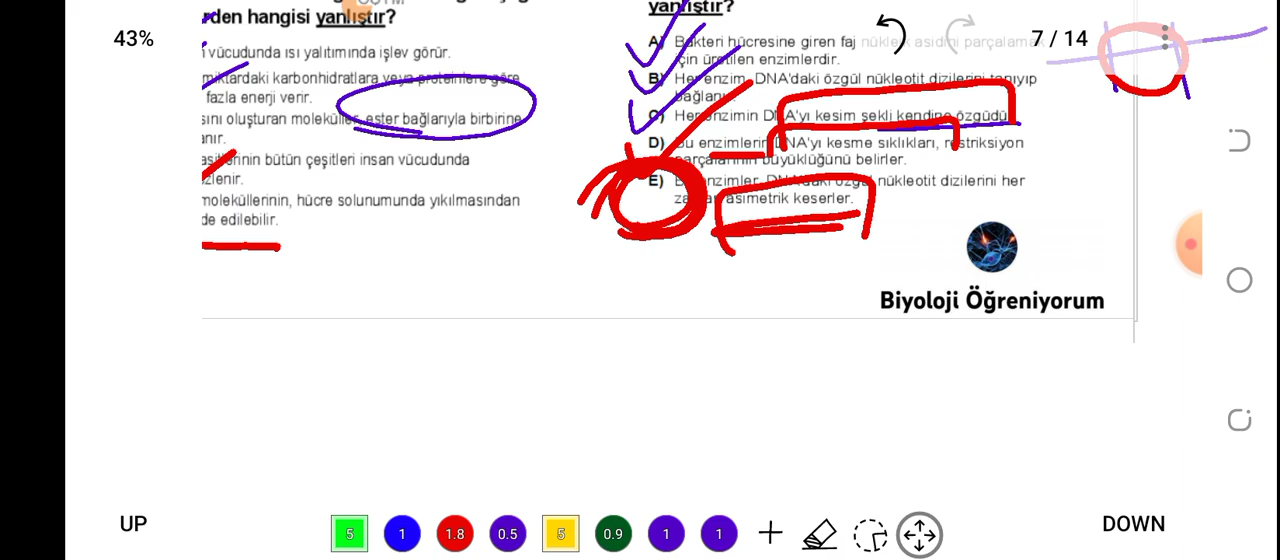 43%
7 / 14
rden hangisi yanlıştır?
vücudunda ısı yalıtımında işlev görür.
miktardaki karbonhidratlara veya proteinlere göre
fazla enerji verir.
sını oluşturan moleküller, ester bağlarıyla birbirine
anır.
asitlerinin bütün çeşitleri insan vücudunda
zlenir.
moleküllerinin, hücre solunumunda yıkılmasından
de edilebilir.
yanlıştır?
A) Bakteri hücresine giren faj nükleik asidini parçalamak
için üretilen enzimlerdir.
B) Her enzim, DNA'daki özgül nükleotit dizilerini tanıyıp
bağlanır.
C) Her enzimin DNA'yı kesim şekli kendine özgüdür.
D) Bu enzimlerin DNA'yı kesme sıklıkları, restriksiyon
parçalarının büyüklüğünü belirler.
E) Bu enzimler, DNA'daki özgül nükleotit dizilerini her
zaman asimetrik keserler.
Biyoloji Öğreniyorum
UP
5
1
1.8
0.5
5
0.9
1
1
DOWN